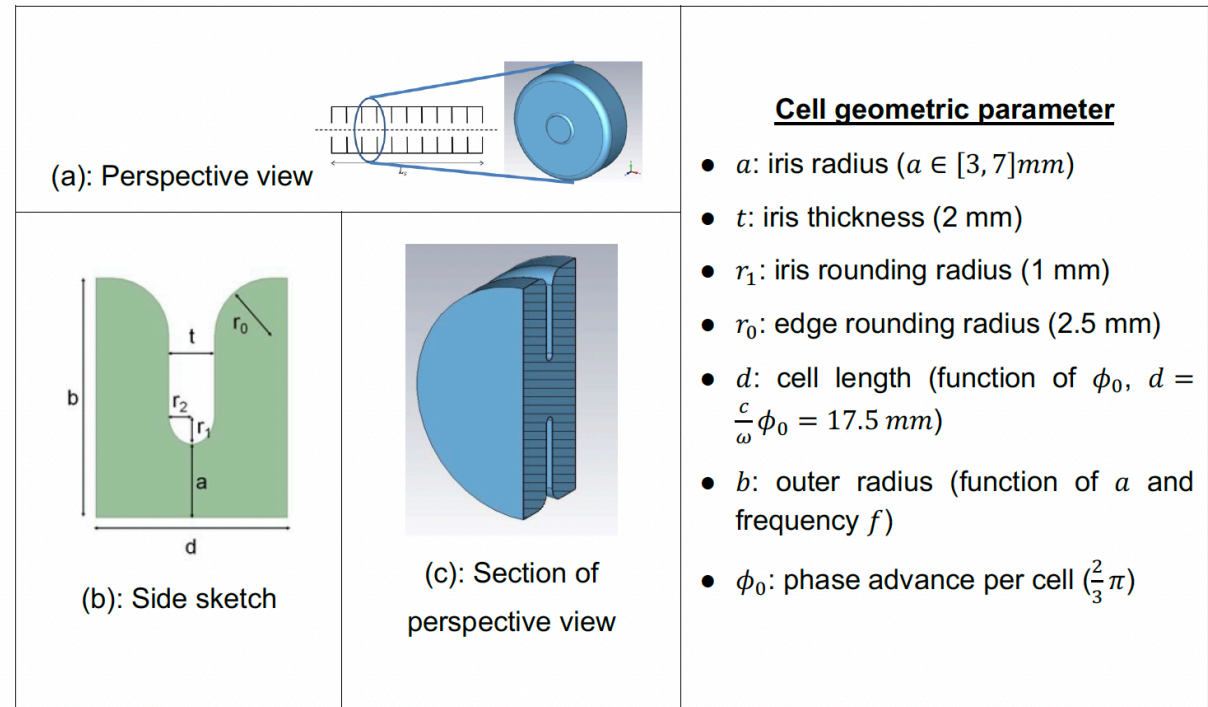 L_s
(a): Perspective view
b
t
r₀
r₂
r₁
a
d
(b): Side sketch
(c): Section of
perspective view
Cell geometric parameter
● a: iris radius (a ∈ [3, 7]mm)
● t: iris thickness (2 mm)
● r₁: iris rounding radius (1 mm)
● r₀: edge rounding radius (2.5 mm)
● d: cell length (function of ϕ₀, d =
c/ω ϕ₀ = 17.5 mm)
● b: outer radius (function of a and
frequency f)
● ϕ₀: phase advance per cell (2/3 π)